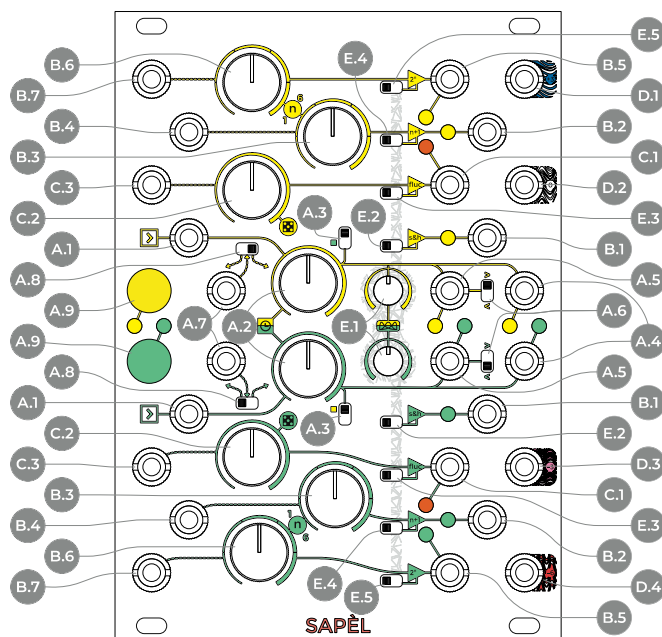 E.5
B.6
E.4
B.5
2ⁿ
B.7
D.1
6
n
1
B.4
n+1
B.2
B.3
C.1
C.3
fluc
D.2
C.2
A.3
E.2
E.3
A.1
s&h
B.1
A.8
A.5
A.9
A.7
A.2
E.1
A.6
A.9
A.4
A.8
A.5
A.1
A.3
s&h
B.1
C.2
E.2
C.3
fluc
D.3
B.3
C.1
1
n
6
n+1
E.3
B.4
B.2
B.6
E.4
2ⁿ
B.7
E.5
D.4
B.5
SAPÈL